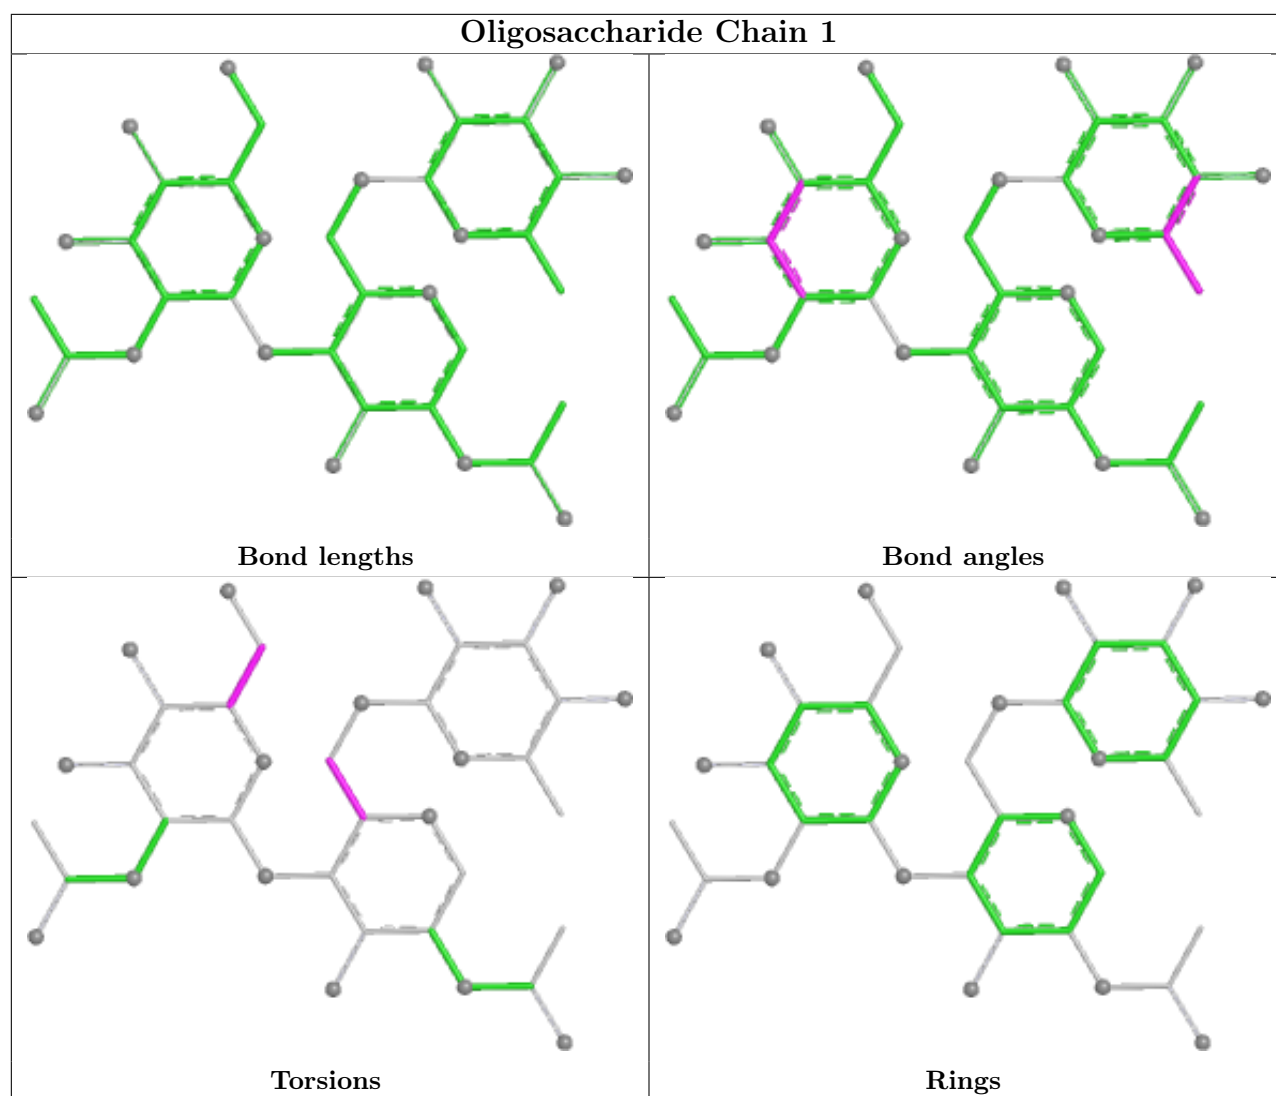 Oligosaccharide Chain 1
Bond lengths
Bond angles
Torsions
Rings